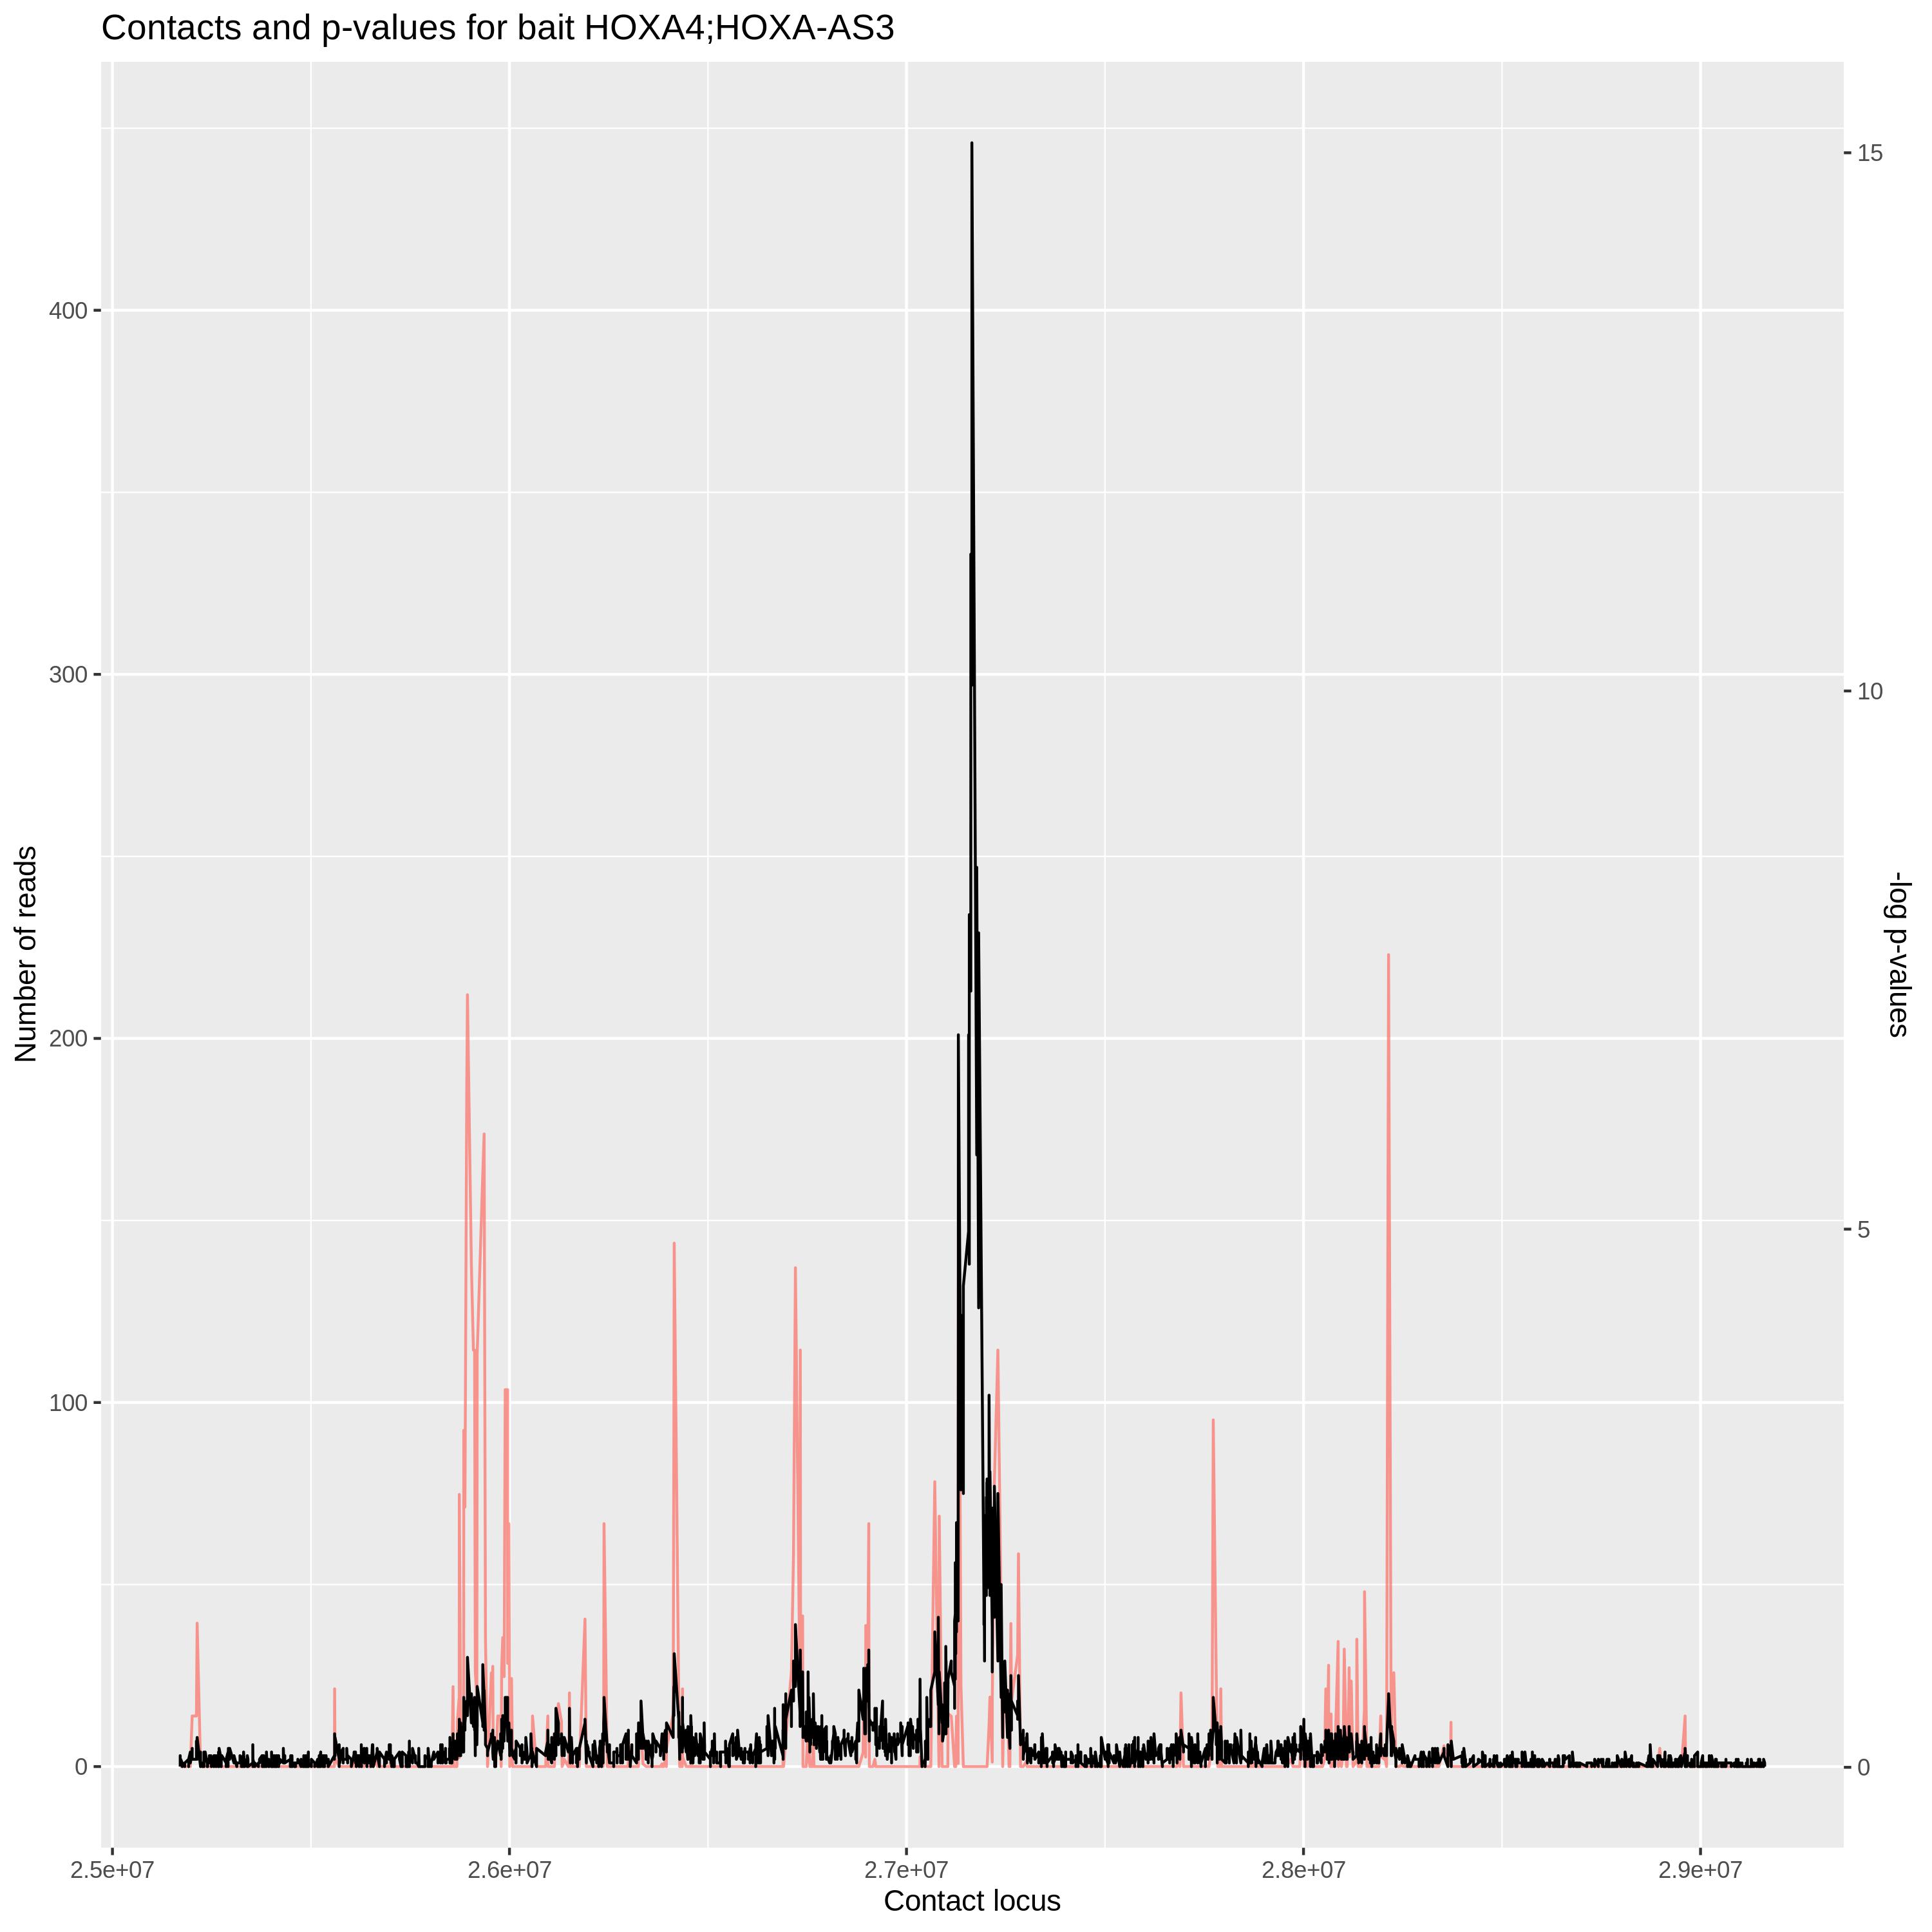 Contacts and p-values for bait HOXA4;HOXA-AS3
Number of reads
400
300
200
100
0
15
10
5
0
-log p-values
2.5e+07 2.6e+07 2.7e+07 2.8e+07 2.9e+07
Contact locus